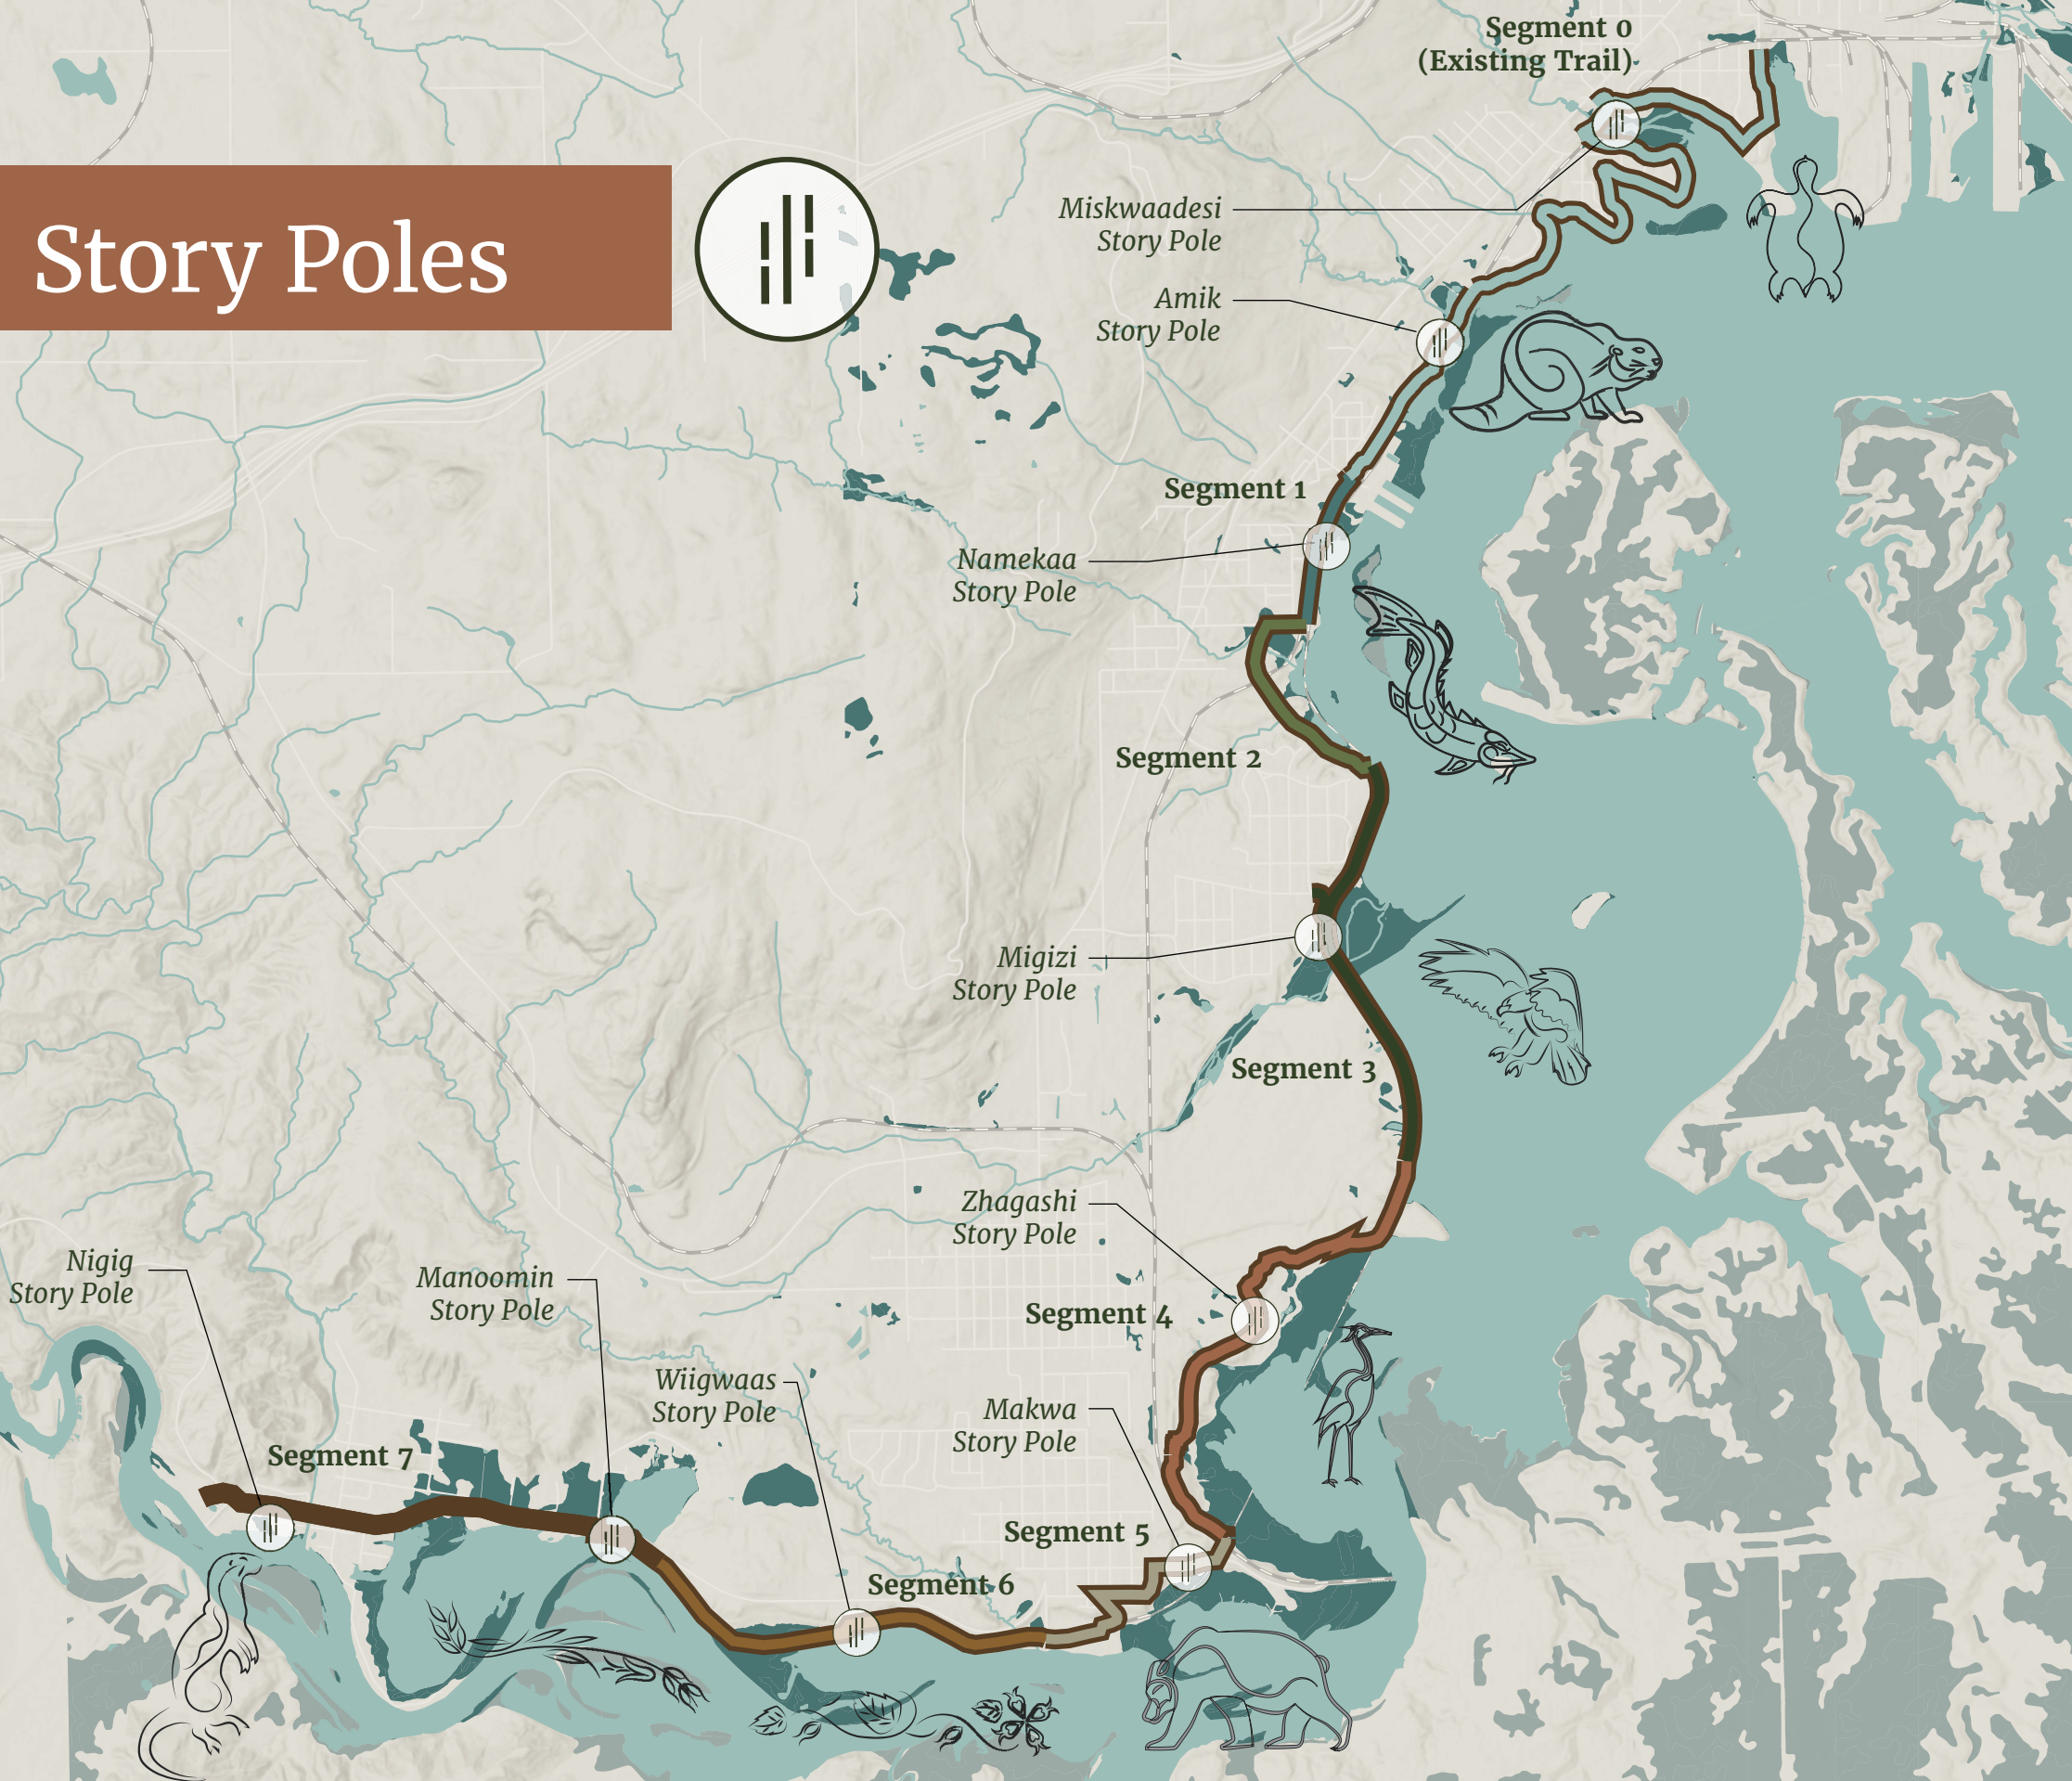 Segment 0
(Existing Trail)
Story Poles
Miskwaadesi
Story Pole
Amik
Story Pole
Segment 1
Namekaa
Story Pole
Segment 2
Migizi
Story Pole
Segment 3
Zhagashi
Story Pole
Nigig
Story Pole
Manoomin
Story Pole
Segment 4
Wiigwaas
Story Pole
Makwa
Story Pole
Segment 7
Segment 5
Segment 6